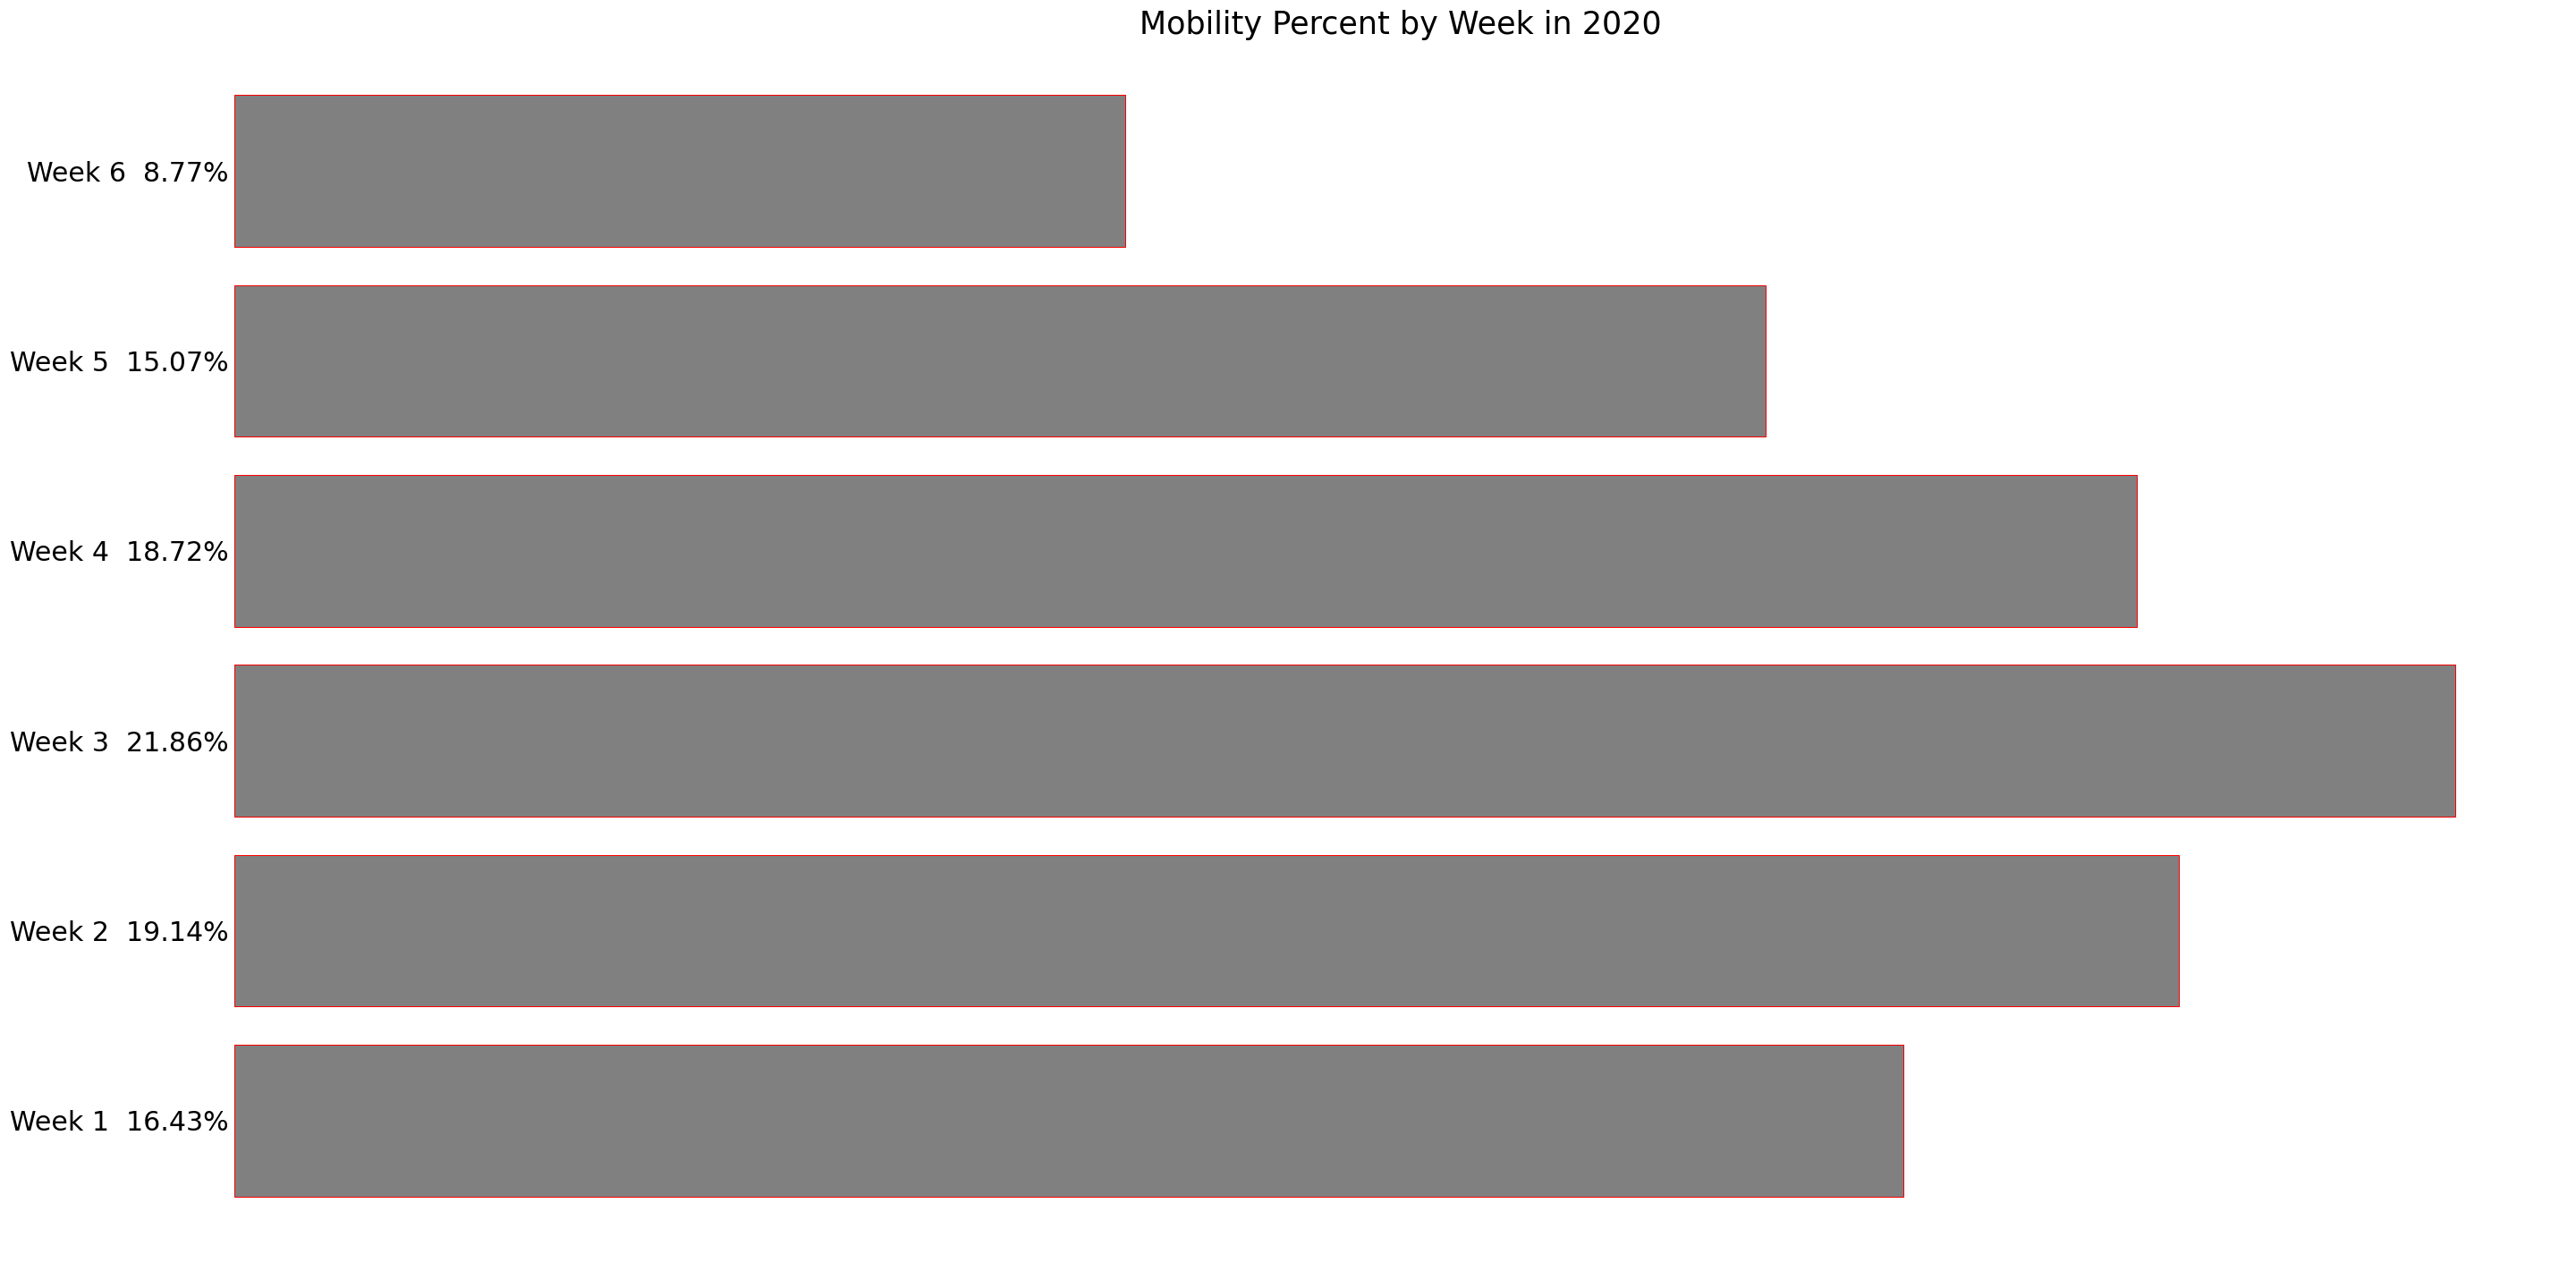 Mobility Percent by Week in 2020
Week 6  8.77%
Week 5  15.07%
Week 4  18.72%
Week 3  21.86%
Week 2  19.14%
Week 1  16.43%